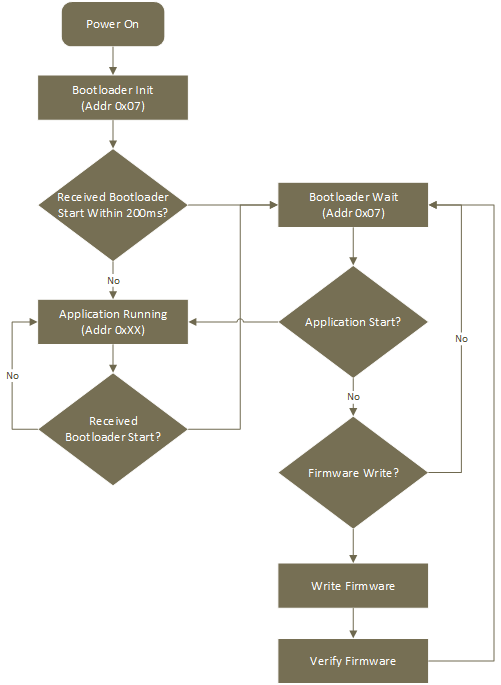 Power On
Bootloader Init
(Addr 0x07)
Received Bootloader
Start Within 200ms?
No
Application Running
(Addr 0xXX)
No
Received
Bootloader Start?
Bootloader Wait
(Addr 0x07)
Application Start?
No
No
Firmware Write?
Write Firmware
Verify Firmware